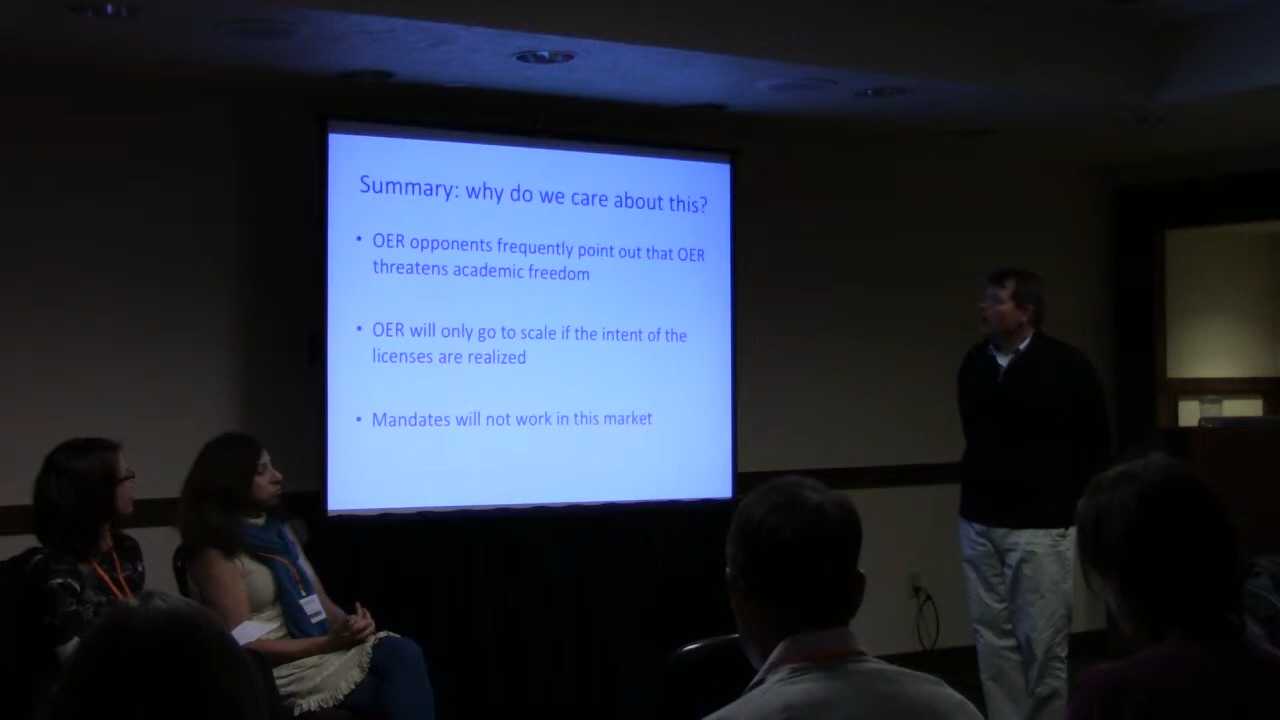 Summary: why do we care about this?
• OER opponents frequently point out that OER
threatens academic freedom
• OER will only go to scale if the intent of the
licenses are realized
• Mandates will not work in this market